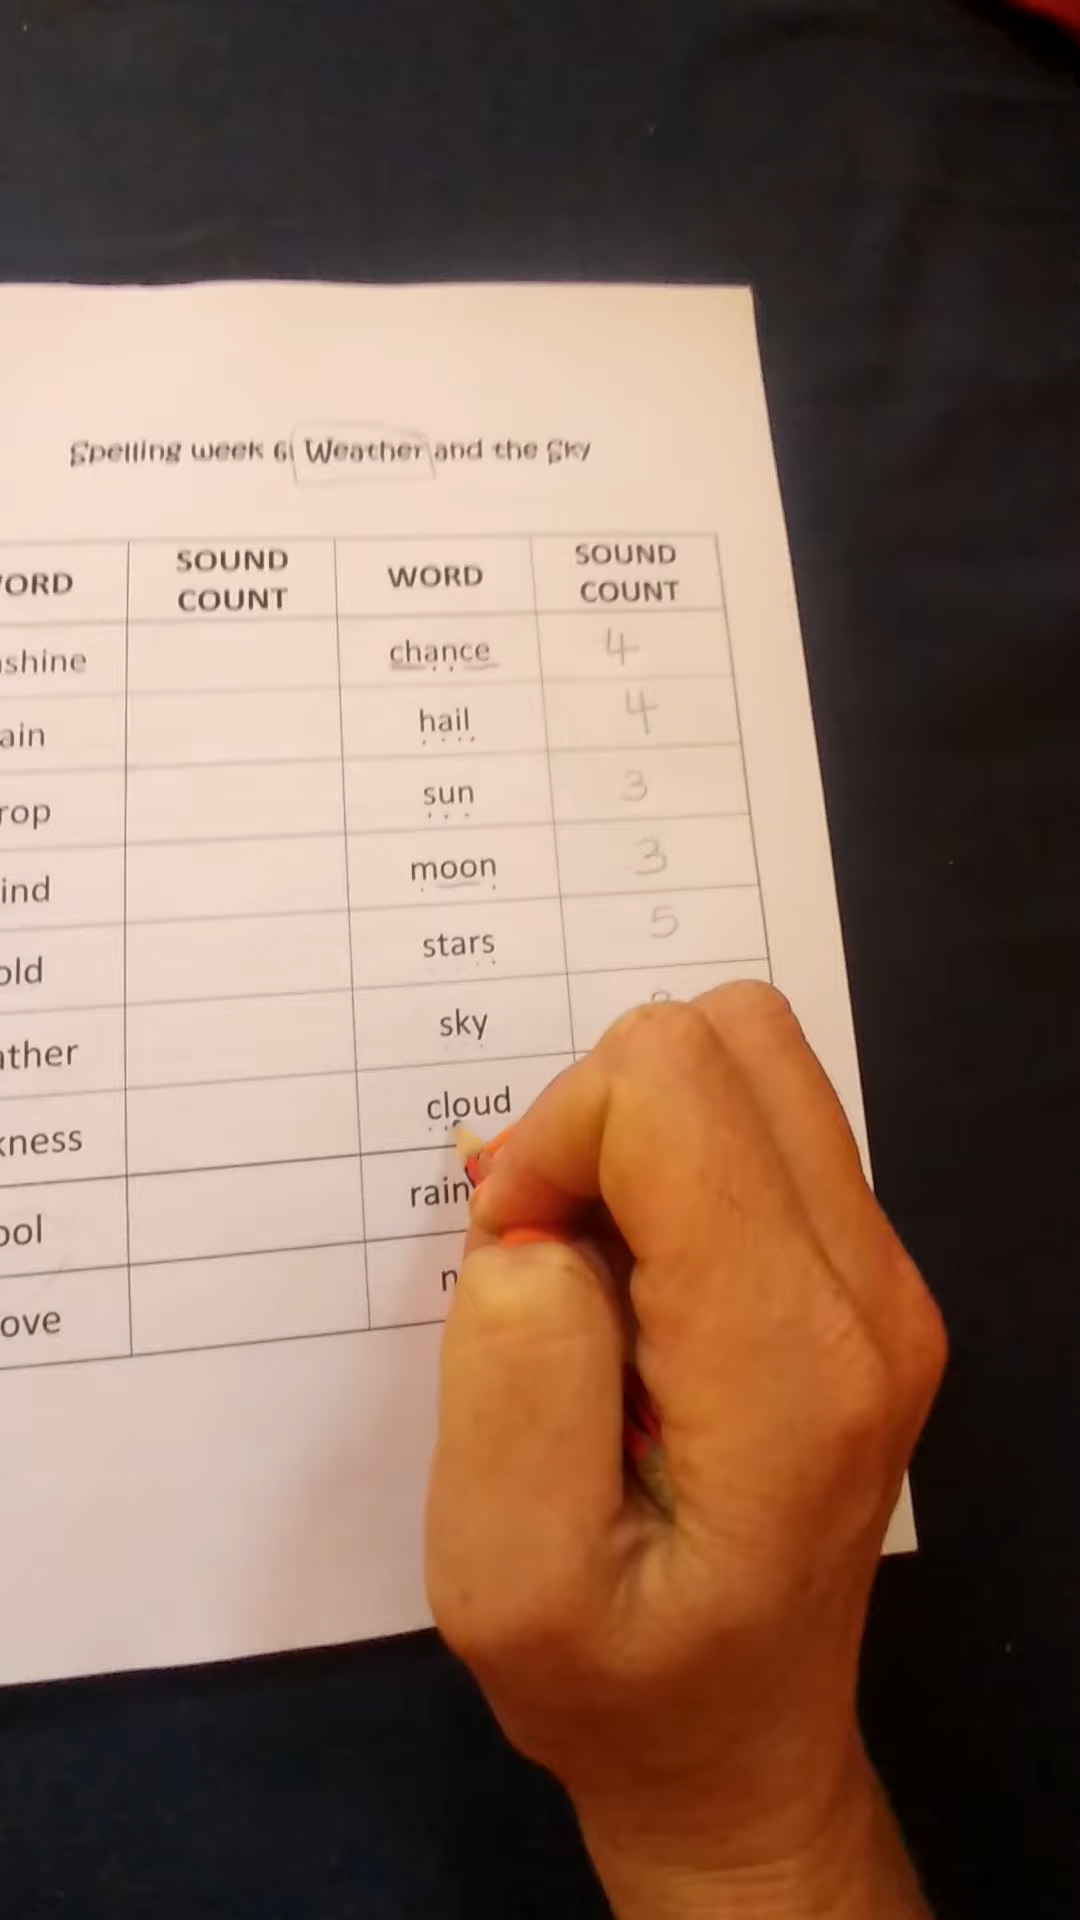 Spelling week 6: Weather and the Sky
ORD SOUND COUNT WORD SOUND COUNT
shine chance 4
ain hail 4
rop sun 3
ind moon 3
old stars 5
ther sky
kness cloud
ool rain
ove n